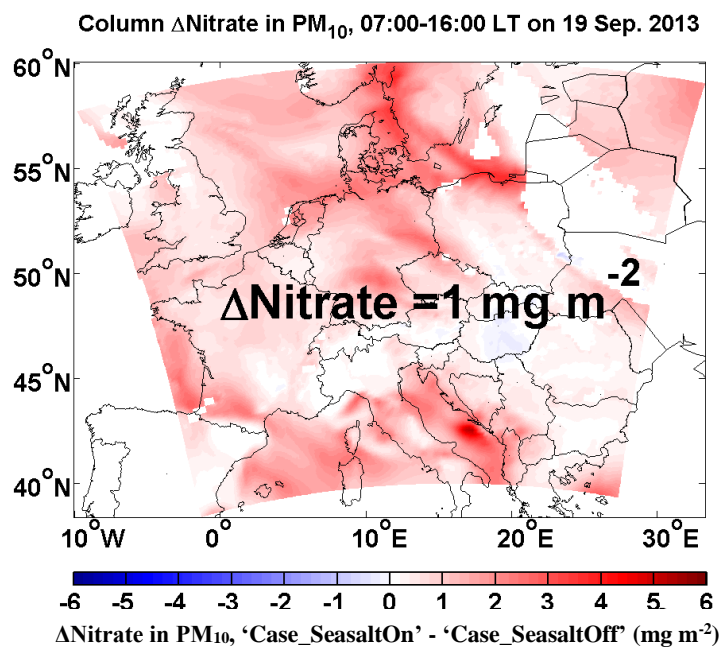 Column ΔNitrate in PM₁₀, 07:00-16:00 LT on 19 Sep. 2013
60°N
55°N
50°N
ΔNitrate =1 mg m⁻²
45°N
40°N
10°W 0° 10°E 20°E 30°E
-6 -5 -4 -3 -2 -1 0 1 2 3 4 5 6
ΔNitrate in PM₁₀, ‘Case_SeasaltOn’ - ‘Case_SeasaltOff’ (mg m⁻²)